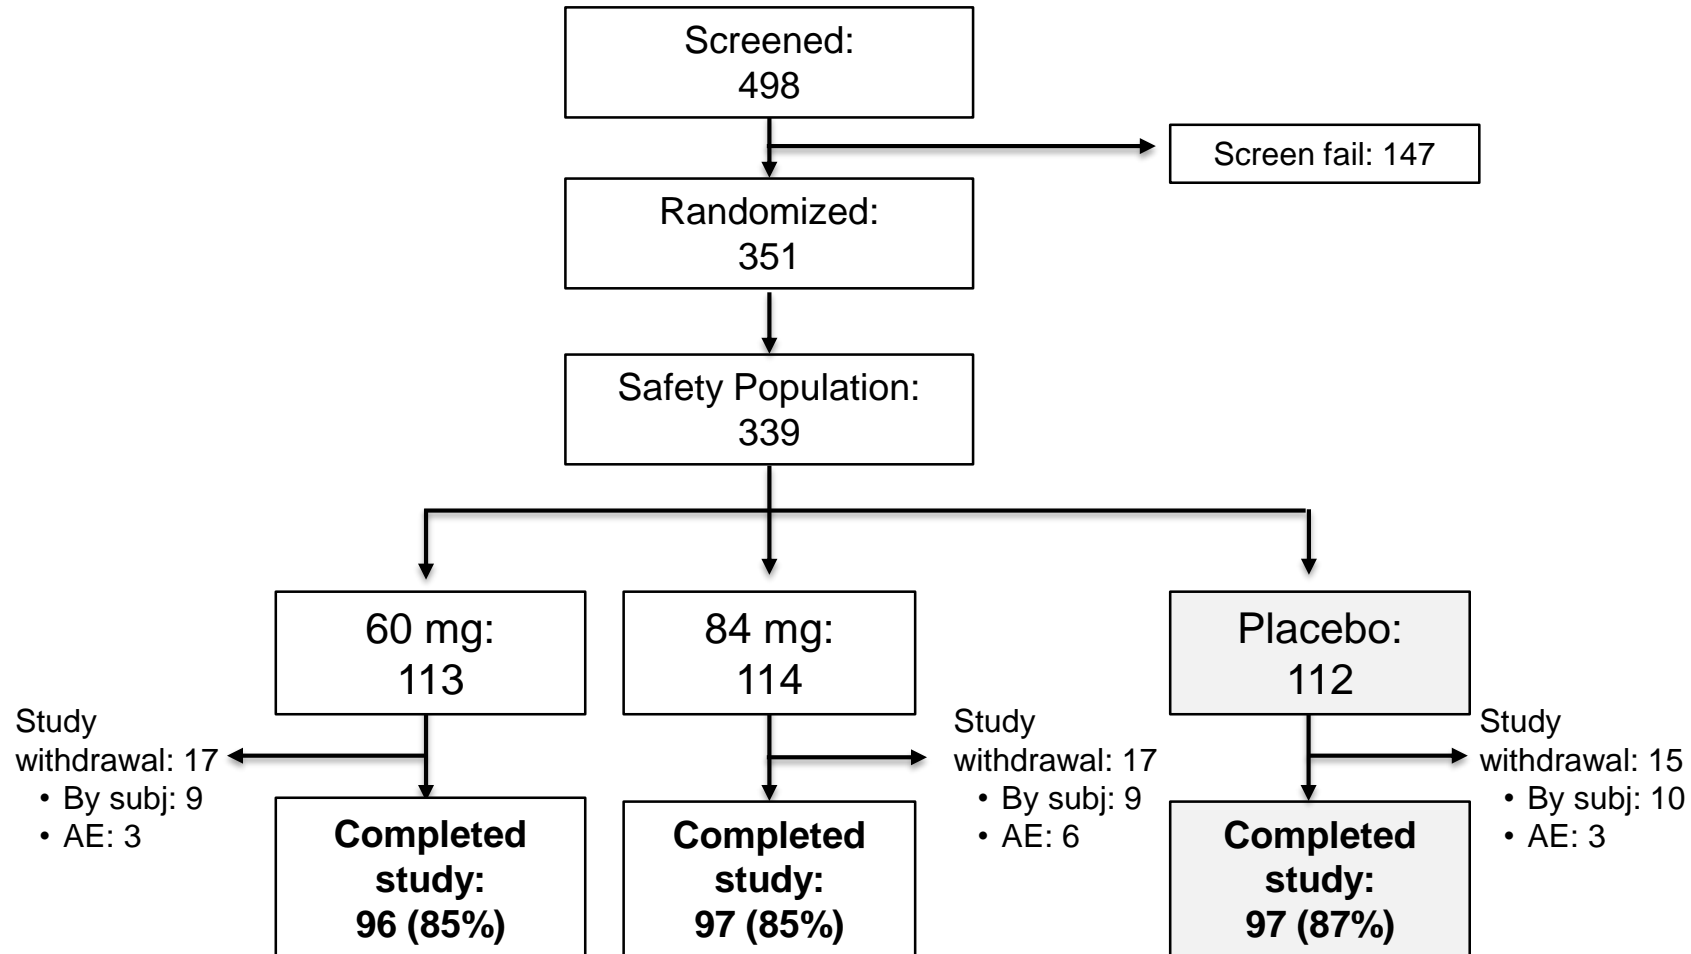 Screened:
498
Screen fail: 147
Randomized:
351
Safety Population:
339
60 mg:
113
84 mg:
114
Placebo:
112
Study
withdrawal: 17
• By subj: 9
• AE: 3
Study
withdrawal: 17
• By subj: 9
• AE: 6
Study
withdrawal: 15
• By subj: 10
• AE: 3
Completed
study:
96 (85%)
Completed
study:
97 (85%)
Completed
study:
97 (87%)